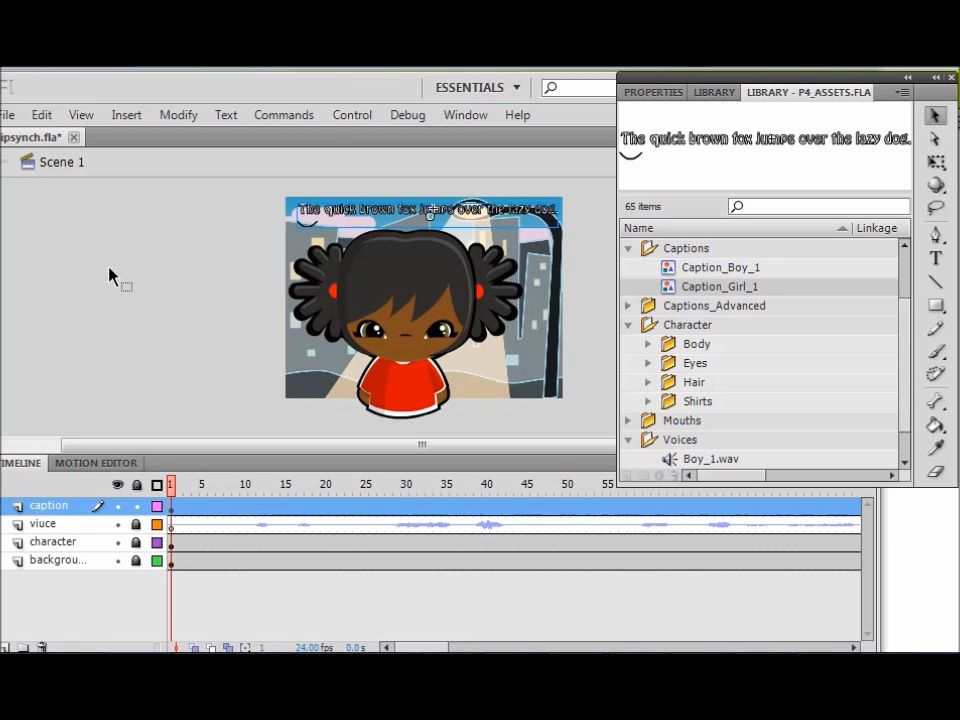 ESSENTIALS
PROPERTIES LIBRARY LIBRARY - P4_ASSETS.FLA
File Edit View Insert Modify Text Commands Control Debug Window Help
ipsynch.fla*
Scene 1
The quick brown fox jumps over the lazy dog.
The quick brown fox jumps over the lazy dog.
65 items
Name Linkage
Captions
Caption_Boy_1
Caption_Girl_1
Captions_Advanced
Character
Body
Eyes
Hair
Shirts
Mouths
Voices
Boy_1.wav
TIMELINE MOTION EDITOR
1 5 10 15 20 25 30 35 40 45 50 55
caption
viuce
character
backgrou...
1 24.00 fps 0.0 s